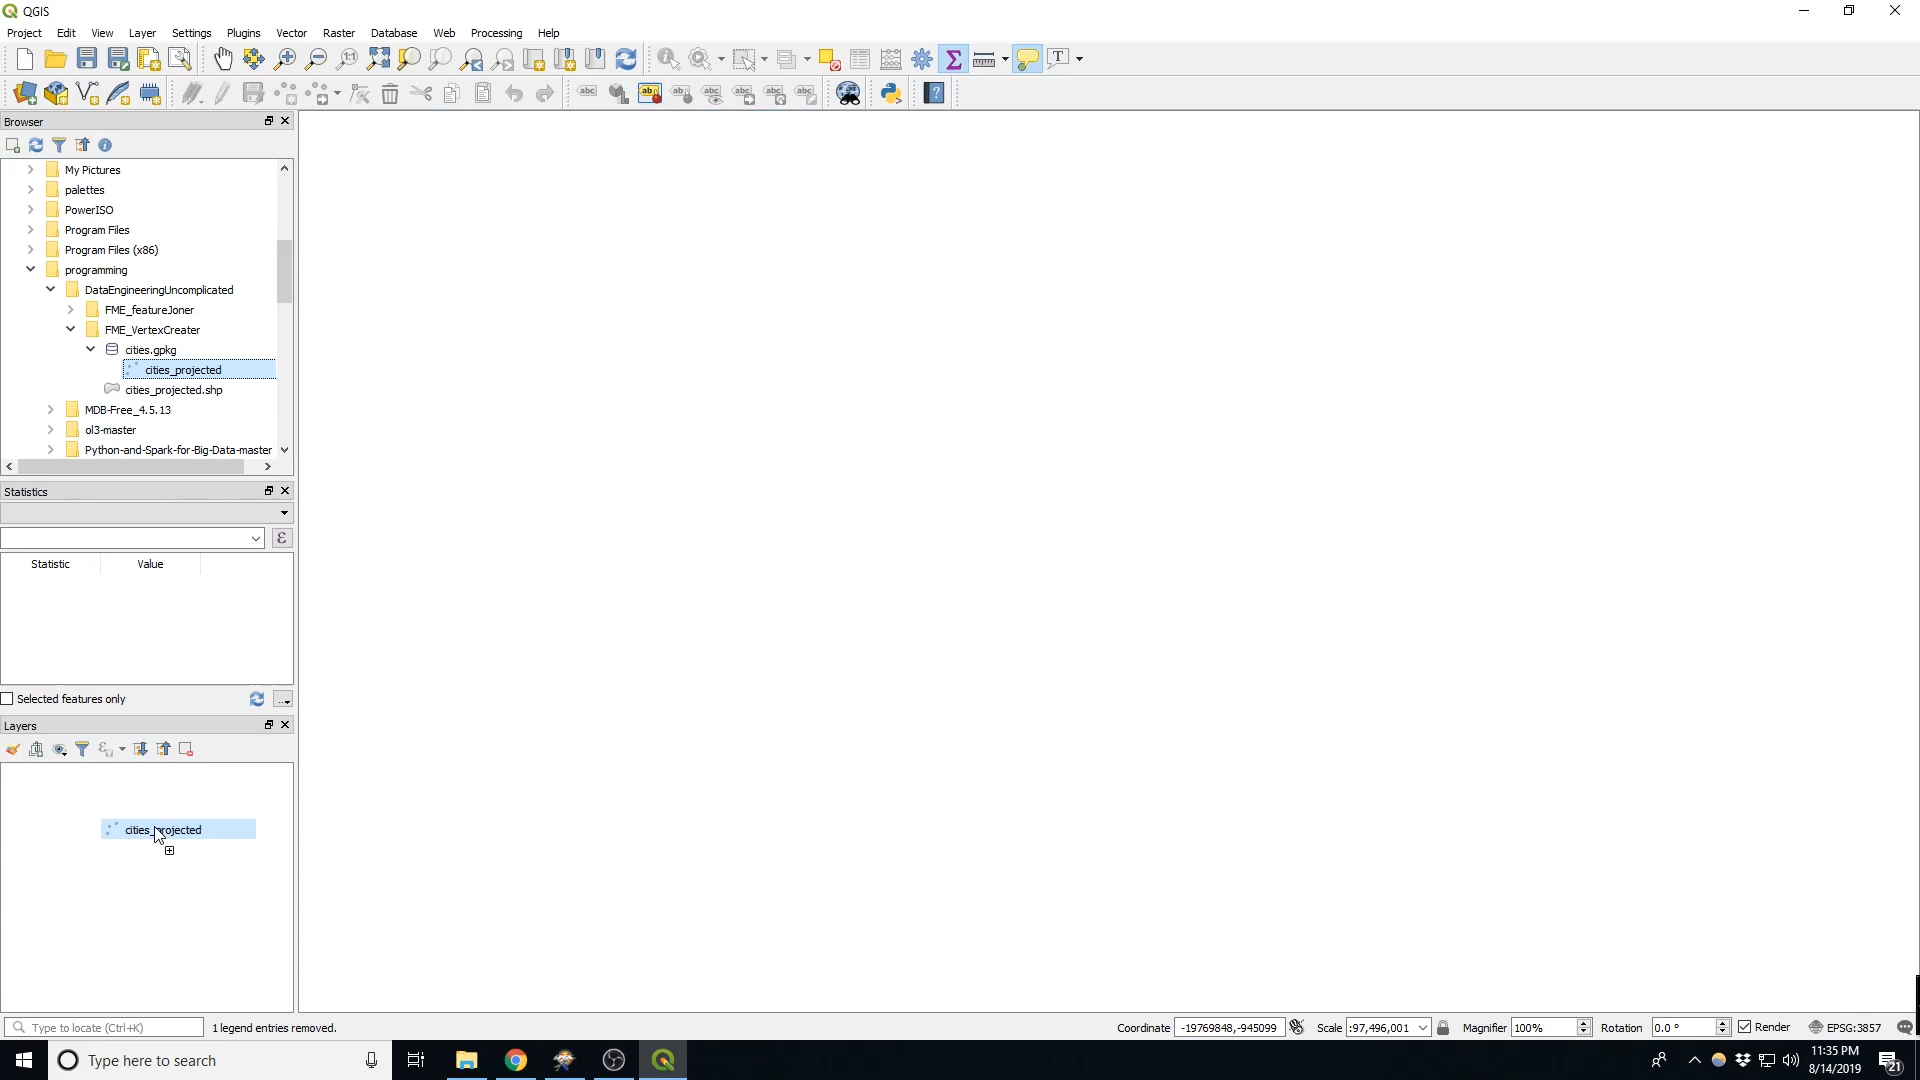 QGIS
Project Edit View Layer Settings Plugins Vector Raster Database Web Processing Help
Browser
My Pictures
palettes
PowerISO
Program Files
Program Files (x86)
programming
DataEngineeringUncomplicated
FME_featureJoner
FME_VertexCreater
cities.gpkg
cities_projected
cities_projected.shp
MDB-Free_4.5.13
ol3-master
Python-and-Spark-for-Big-Data-master
Statistics
Statistic Value
Selected features only
Layers
cities_projected
Type to locate (Ctrl+K) 1 legend entries removed. Coordinate -19769848,-945099 Scale :97,496,001 Magnifier 100% Rotation 0.0 ° Render EPSG:3857
Type here to search
11:35 PM
8/14/2019
21